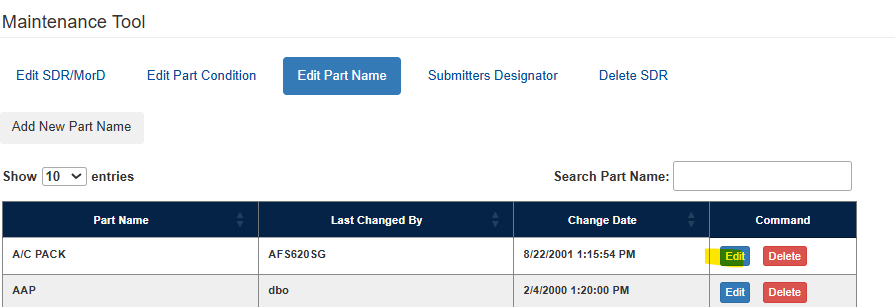 Maintenance Tool
Edit SDR/MorD Edit Part Condition Edit Part Name Submitters Designator Delete SDR
Add New Part Name
Show 10 entries Search Part Name:
Part Name Last Changed By Change Date Command
A/C PACK AFS620SG 8/22/2001 1:15:54 PM Edit Delete
AAP dbo 2/4/2000 1:20:00 PM Edit Delete